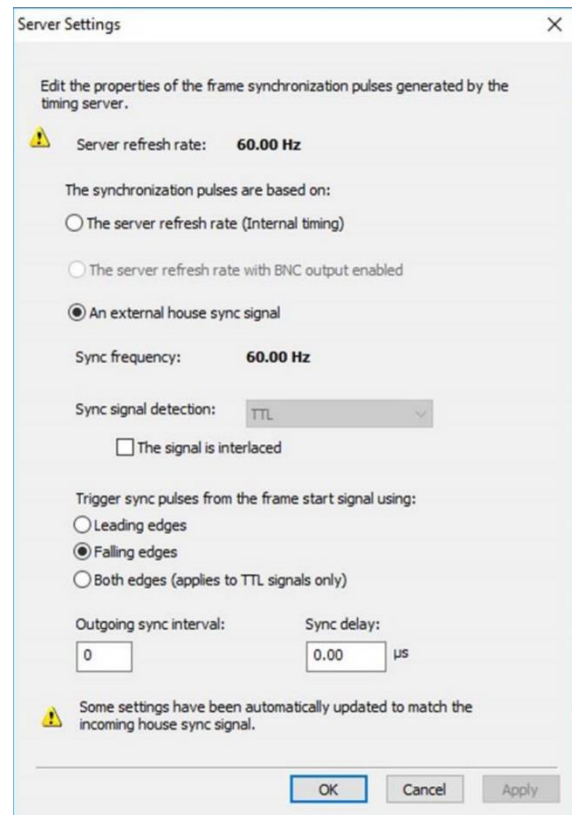 Server Settings
Edit the properties of the frame synchronization pulses generated by the
timing server.
Server refresh rate: 60.00 Hz
The synchronization pulses are based on:
The server refresh rate (Internal timing)
The server refresh rate with BNC output enabled
An external house sync signal
Sync frequency: 60.00 Hz
Sync signal detection: TTL
The signal is interlaced
Trigger sync pulses from the frame start signal using:
Leading edges
Falling edges
Both edges (applies to TTL signals only)
Outgoing sync interval: Sync delay:
0 0.00 µs
Some settings have been automatically updated to match the
incoming house sync signal.
OK Cancel Apply